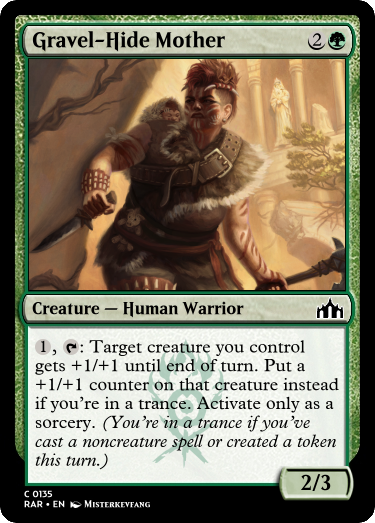 Gravel-Hide Mother 2
Creature — Human Warrior
1, : Target creature you control
gets +1/+1 until end of turn. Put a
+1/+1 counter on that creature instead
if you're in a trance. Activate only as a
sorcery. (You're in a trance if you've
cast a noncreature spell or created a token
this turn.)
2/3
C 0135
RAR • EN MISTERKEVFANG